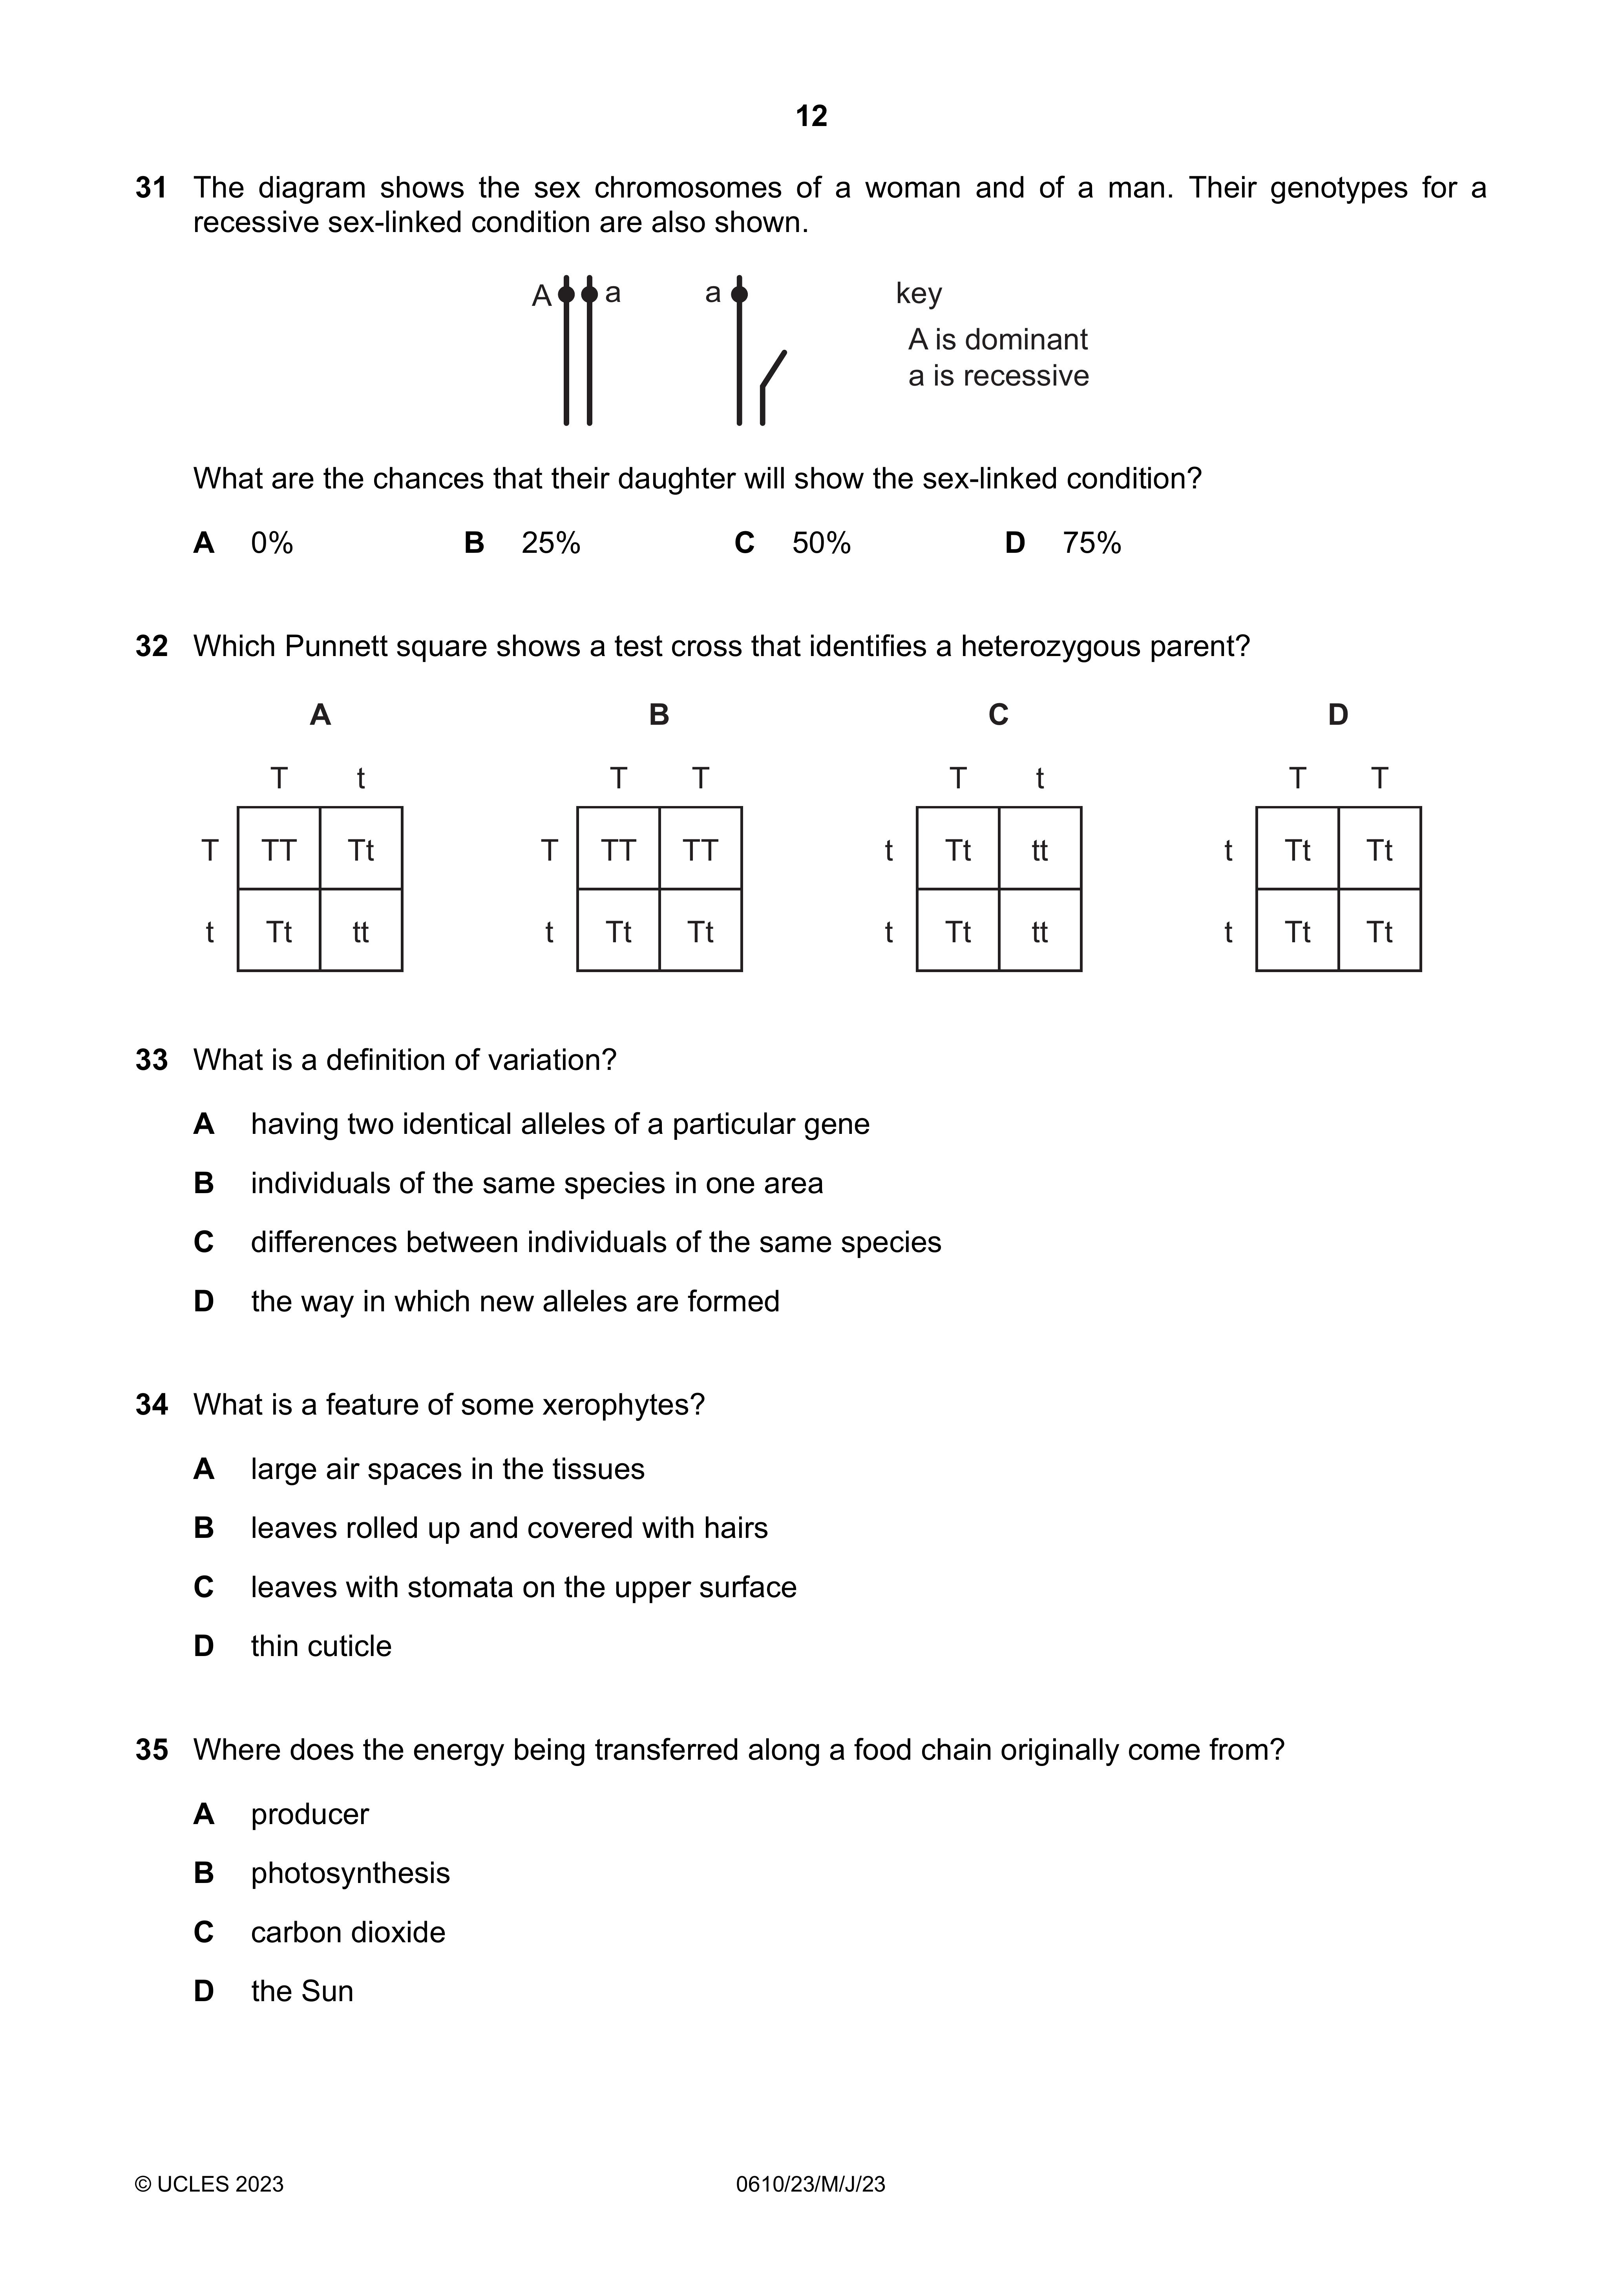 12
31 The diagram shows the sex chromosomes of a woman and of a man. Their genotypes for a
recessive sex-linked condition are also shown.
A a a key
A is dominant
a is recessive
What are the chances that their daughter will show the sex-linked condition?
A 0% B 25% C 50% D 75%
32 Which Punnett square shows a test cross that identifies a heterozygous parent?
A B C D
T t T T T t T T
T TT Tt T TT TT t Tt tt t Tt Tt
t Tt tt t Tt Tt t Tt tt t Tt Tt
33 What is a definition of variation?
A having two identical alleles of a particular gene
B individuals of the same species in one area
C differences between individuals of the same species
D the way in which new alleles are formed
34 What is a feature of some xerophytes?
A large air spaces in the tissues
B leaves rolled up and covered with hairs
C leaves with stomata on the upper surface
D thin cuticle
35 Where does the energy being transferred along a food chain originally come from?
A producer
B photosynthesis
C carbon dioxide
D the Sun
© UCLES 2023 0610/23/M/J/23